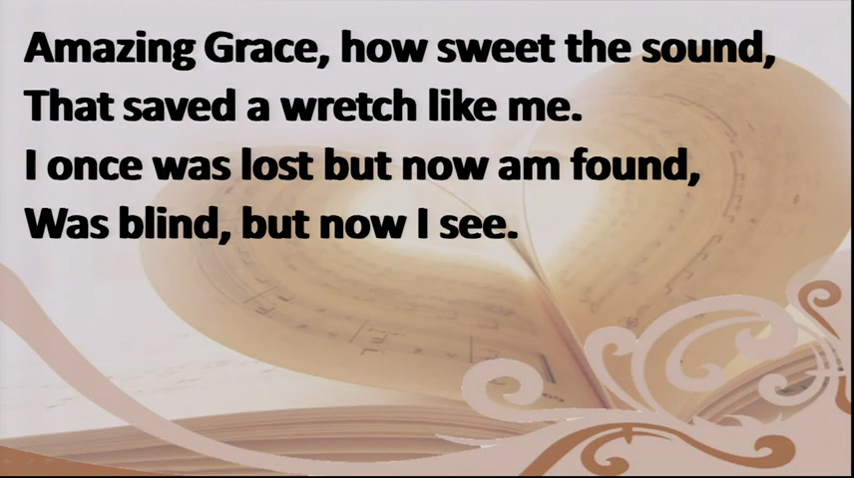 Amazing Grace, how sweet the sound,
That saved a wretch like me.
I once was lost but now am found,
Was blind, but now I see.